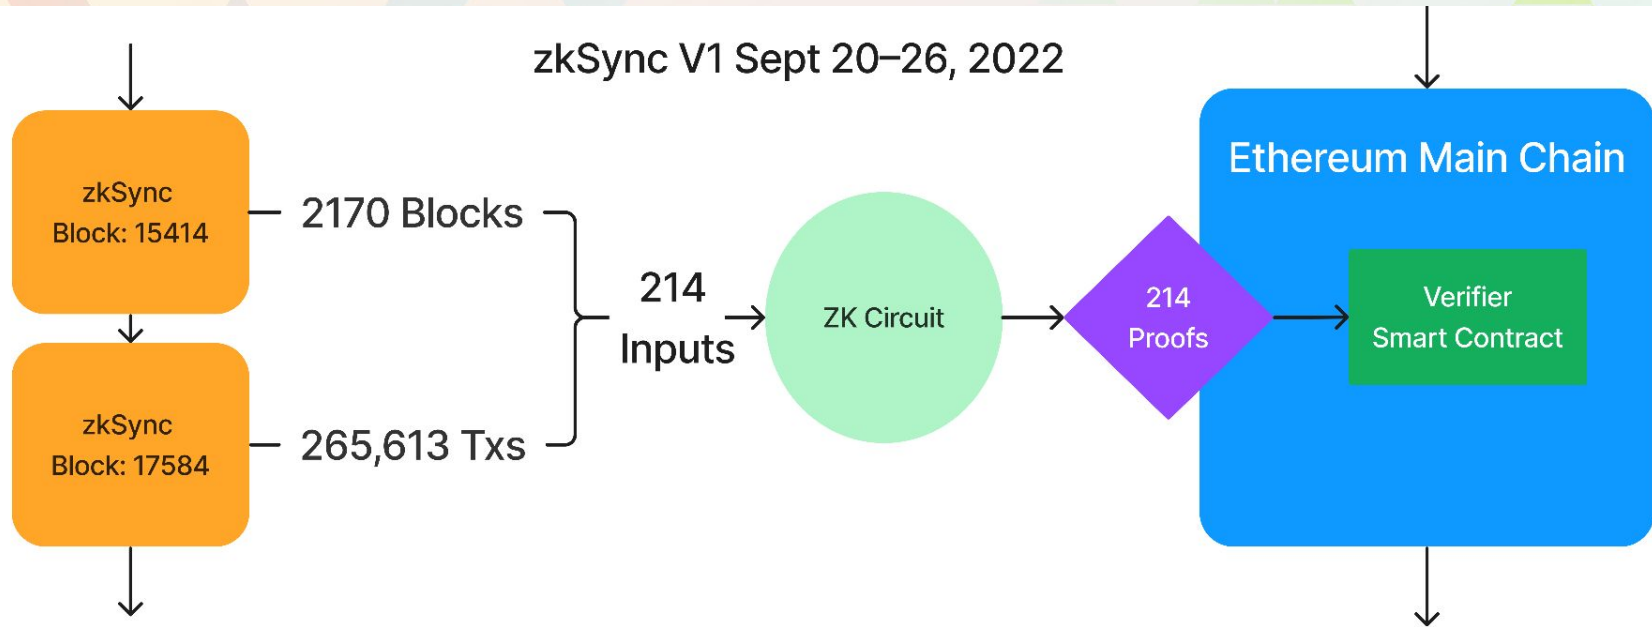 zkSync V1 Sept 20–26, 2022
zkSync
Block: 15414
2170 Blocks
zkSync
Block: 17584
265,613 Txs
214
Inputs
ZK Circuit
214
Proofs
Ethereum Main Chain
Verifier
Smart Contract